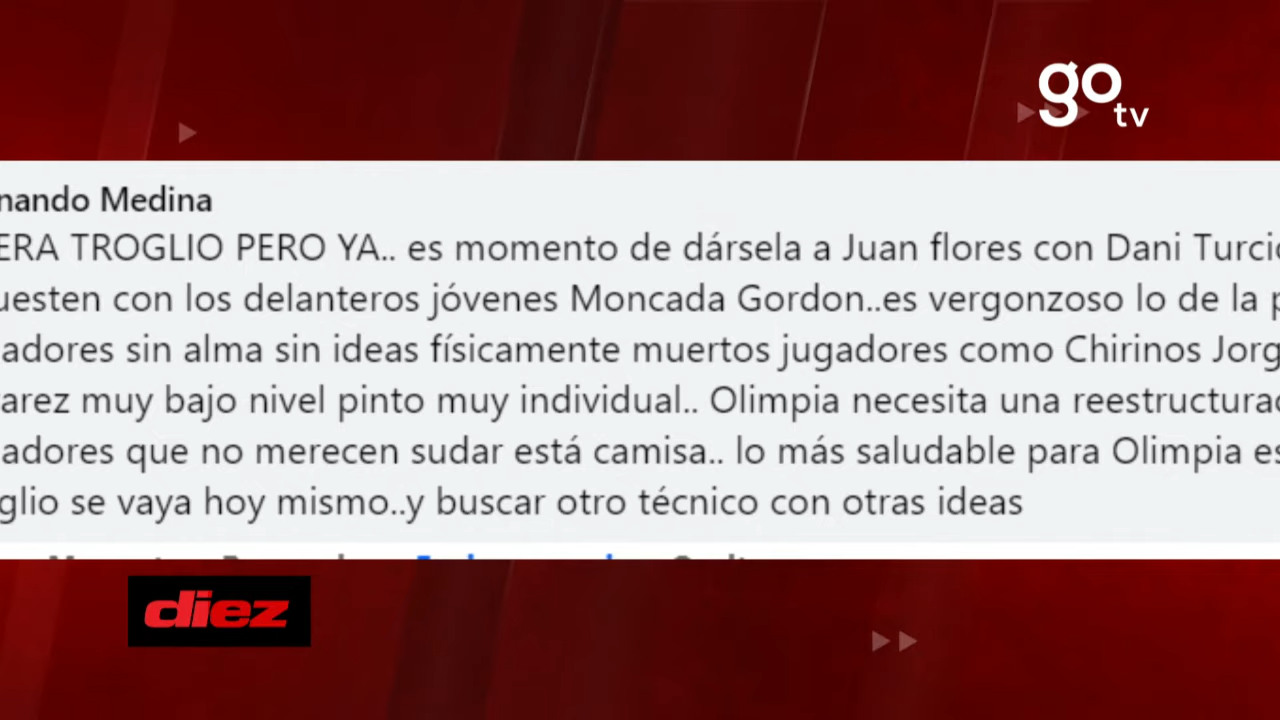 go
tv
nando Medina
ERA TROGLIO PERO YA.. es momento de dársela a Juan flores con Dani Turcio
uesten con los delanteros jóvenes Moncada Gordon..es vergonzoso lo de la p
adores sin alma sin ideas físicamente muertos jugadores como Chirinos Jorg
arez muy bajo nivel pinto muy individual.. Olimpia necesita una reestructurac
adores que no merecen sudar está camisa.. lo más saludable para Olimpia es
glio se vaya hoy mismo..y buscar otro técnico con otras ideas
diez